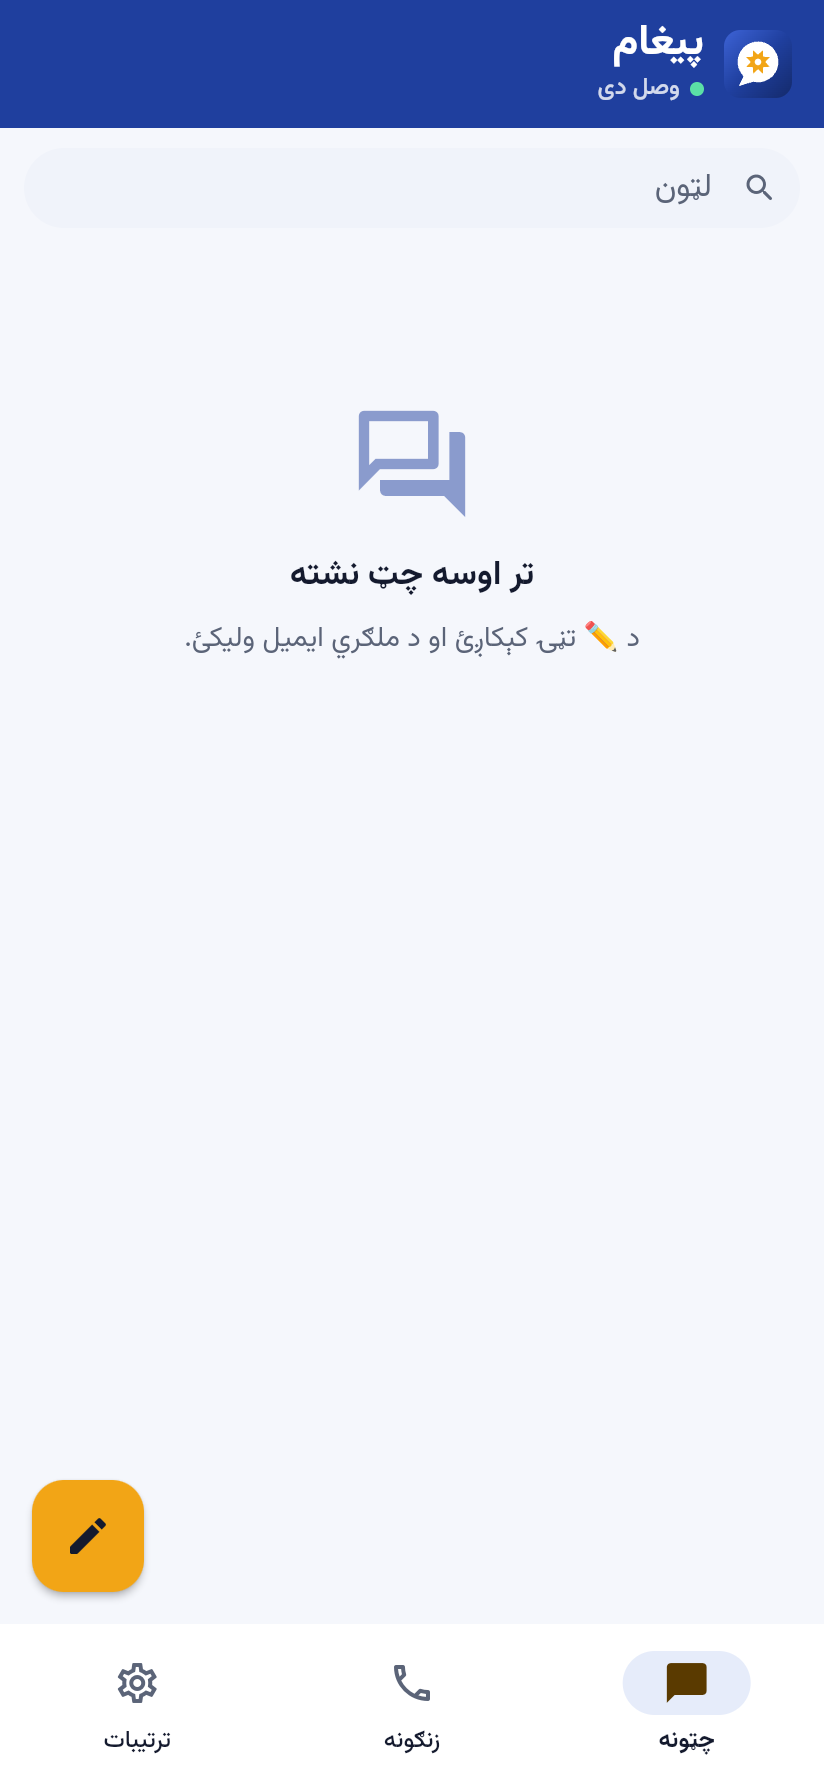 پیغام
وصل دی
لټون
تر اوسه چټ نشته
د ✏️ تڼۍ کېکاږئ او د ملګري ایمیل ولیکئ.
چټونه
زنګونه
ترتیبات